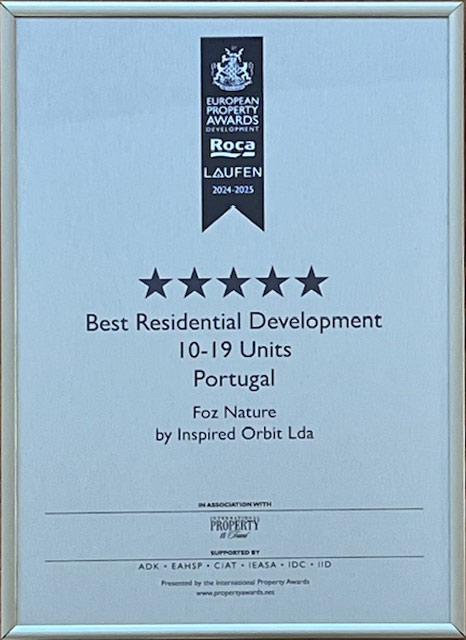 EUROPEAN
PROPERTY
AWARDS
DEVELOPMENT
Roca
LAUFEN
2024-2025
Best Residential Development
10-19 Units
Portugal
Foz Nature
by Inspired Orbit Lda
IN ASSOCIATION WITH
INTERNATIONAL
PROPERTY
& Travel
SUPPORTED BY
ADK • EAHSP • CIAT • IEASA • IDC • IID
Presented by the International Property Awards
www.propertyawards.net